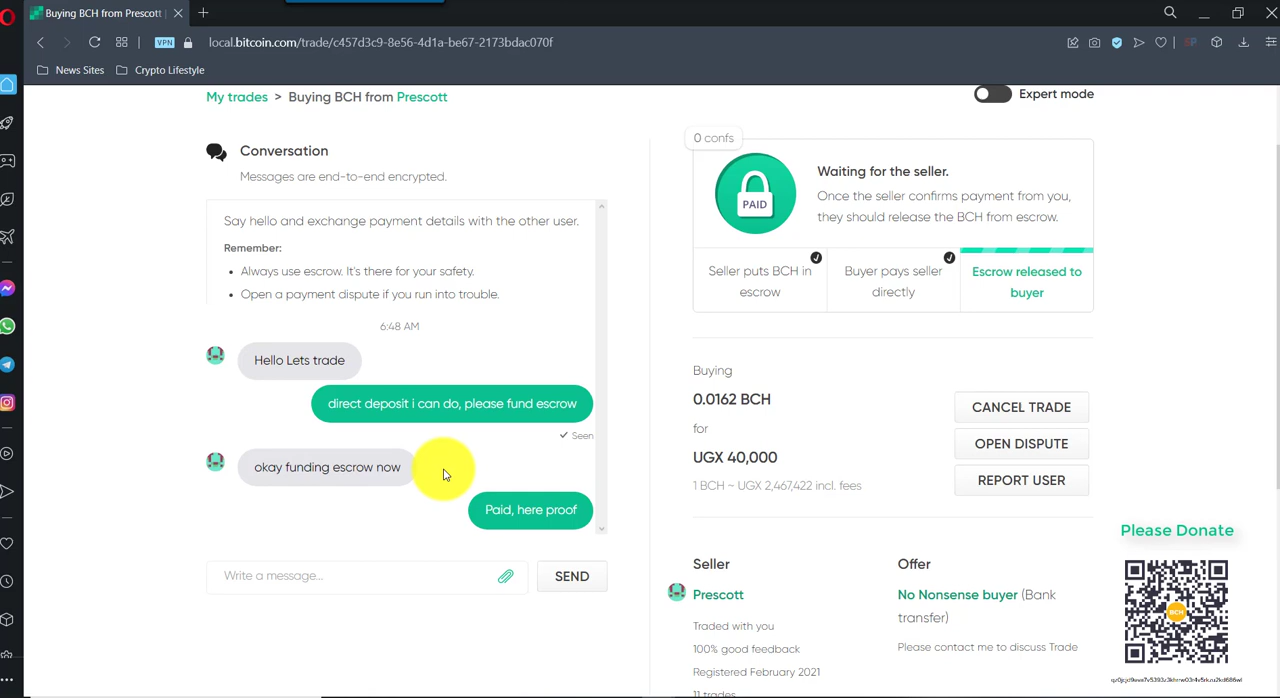 Buying BCH from Prescott |
VPN
local.bitcoin.com/trade/c457d3c9-8e56-4d1a-be67-2173bdac070f
News Sites
Crypto Lifestyle
My trades > Buying BCH from Prescott
Expert mode
Conversation
Messages are end-to-end encrypted.
Say hello and exchange payment details with the other user.
Remember:
• Always use escrow. It's there for your safety.
• Open a payment dispute if you run into trouble.
6:48 AM
Hello Lets trade
direct deposit i can do, please fund escrow
Seen
okay funding escrow now
Paid, here proof
Write a message...
SEND
0 confs
PAID
Waiting for the seller.
Once the seller confirms payment from you,
they should release the BCH from escrow.
Seller puts BCH in
escrow
Buyer pays seller
directly
Escrow released to
buyer
Buying
0.0162 BCH
for
UGX 40,000
1 BCH ~ UGX 2,467,422 incl. fees
CANCEL TRADE
OPEN DISPUTE
REPORT USER
Seller
Prescott
Traded with you
100% good feedback
Registered February 2021
11 trades
Offer
No Nonsense buyer (Bank
transfer)
Please contact me to discuss Trade
Please Donate
BCH